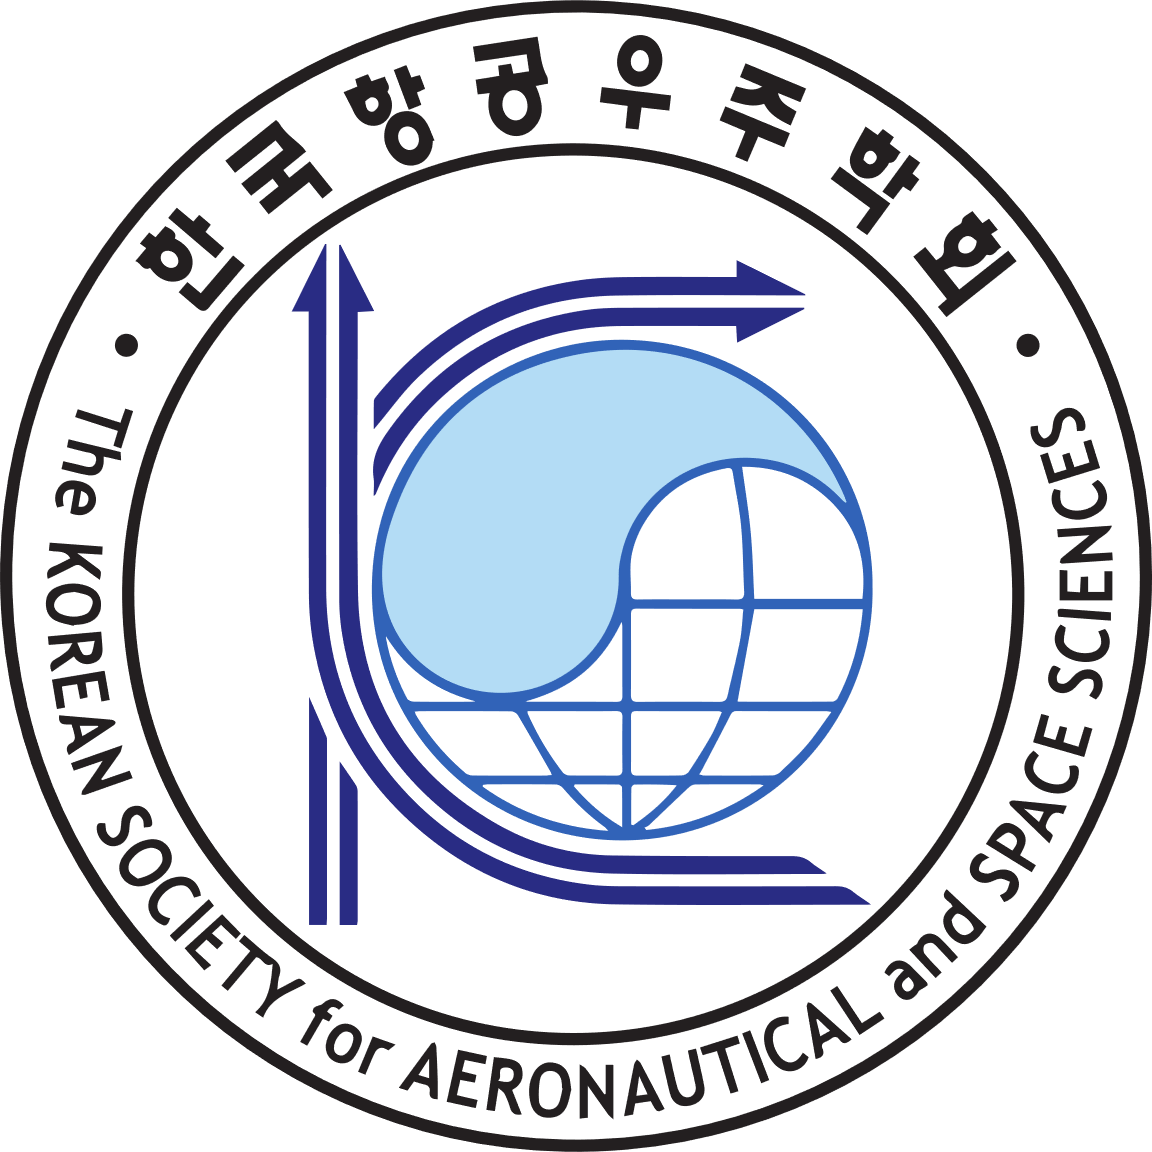 한국항공우주학회
The KOREAN SOCIETY for AERONAUTICAL and SPACE SCIENCES